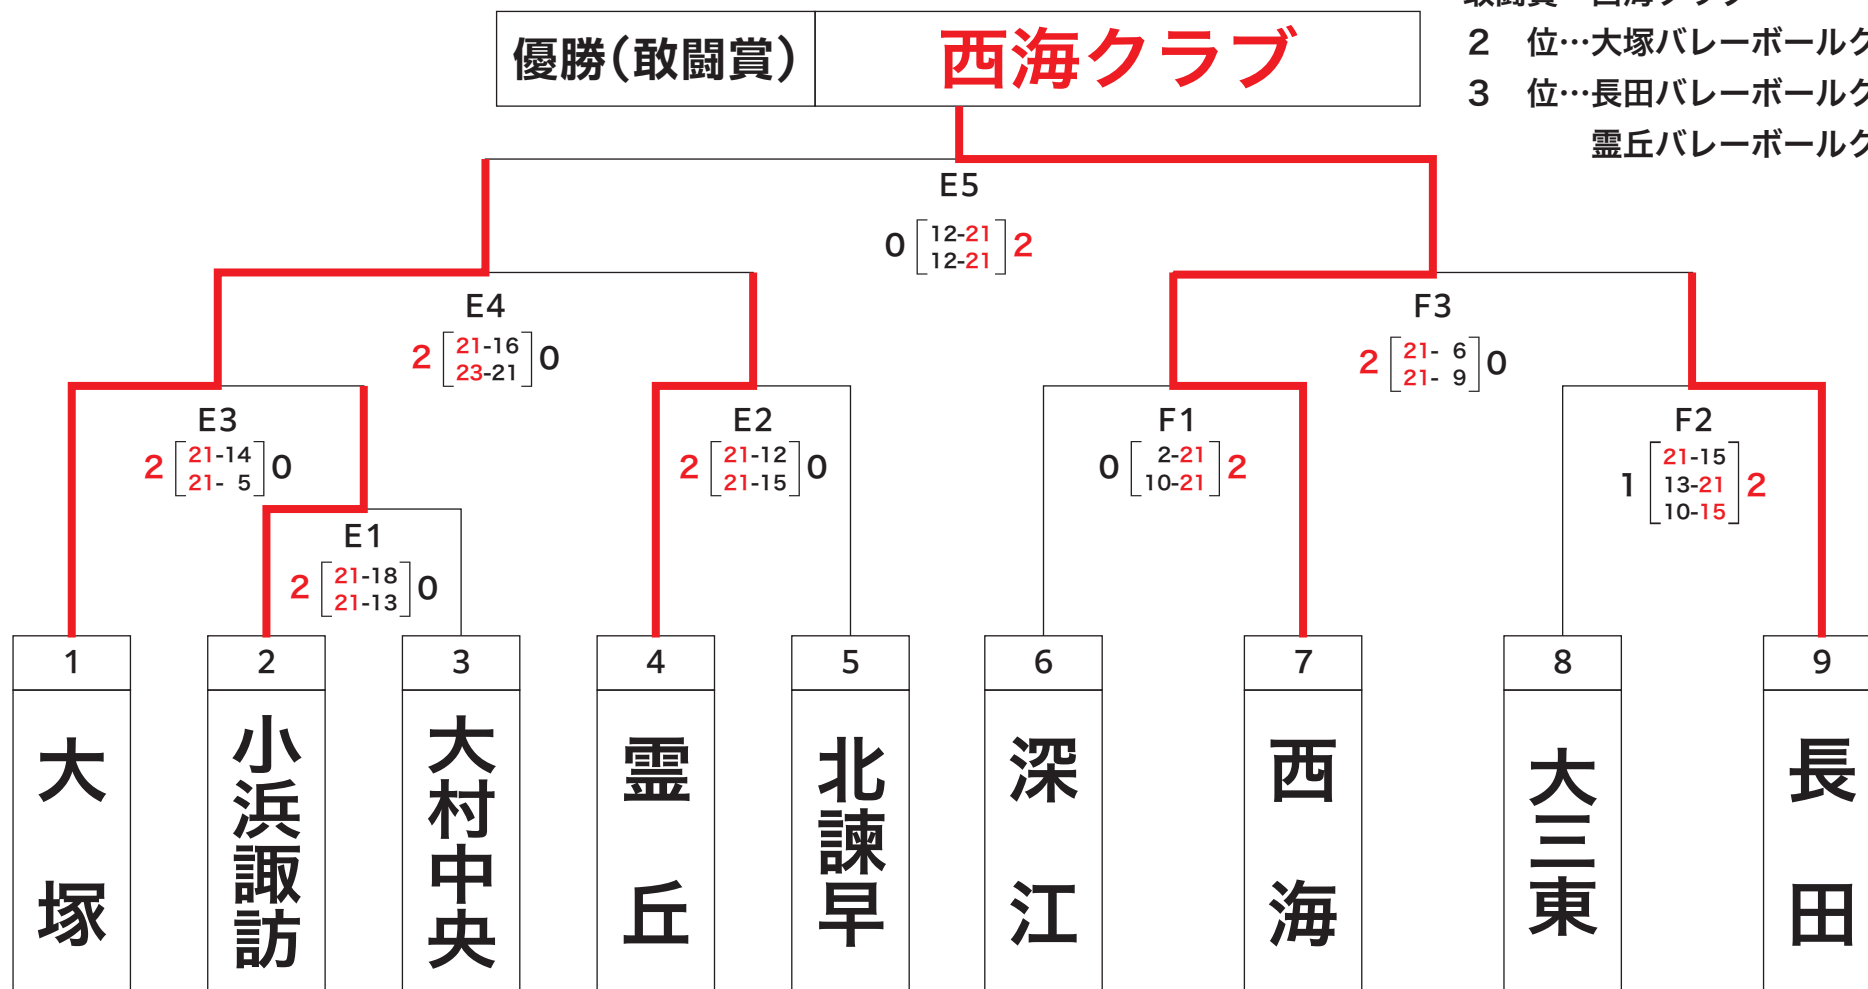 優勝(敢闘賞) 西海クラブ
2 位…大塚バレーボールク
3 位…長田バレーボールク
霊丘バレーボールク
E5
0 12-21 2
12-21
E4
2 21-16 0
23-21
F3
2 21- 6 0
21- 9
E3
2 21-14 0
21- 5
E2
2 21-12 0
21-15
F1
0 2-21 2
10-21
F2
21-15
1 13-21 2
10-15
E1
2 21-18 0
21-13
1 2 3 4 5 6 7 8 9
大塚
小浜諏訪
大村中央
霊丘
北諫早
深江
西海
大三東
長田